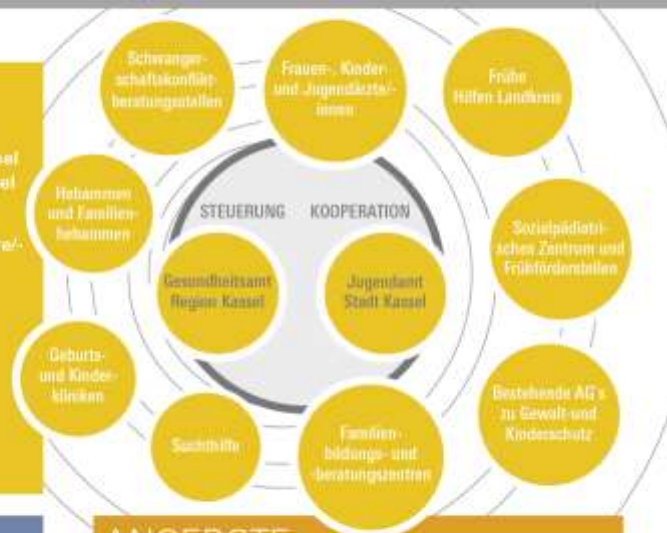 Schwanger-
schaftskonflikt-
beratungsstellen
Frauen-, Kinder-
und Jugendärzte/-
innen
Frühe
Hilfen Landkreis
Hebammen
und Familien-
hebammen
STEUERUNG KOOPERATION
Gesundheitsamt
Region Kassel
Jugendamt
Stadt Kassel
Sozialpädiatri-
sches Zentrum und
Frühförderstellen
Geburts-
und Kinder-
kliniken
Suchthilfe
Familien-
bildungs- und
-beratungszentren
Bestehende AG's
zu Gewalt-und
Kinderschutz
ANGEBOTE